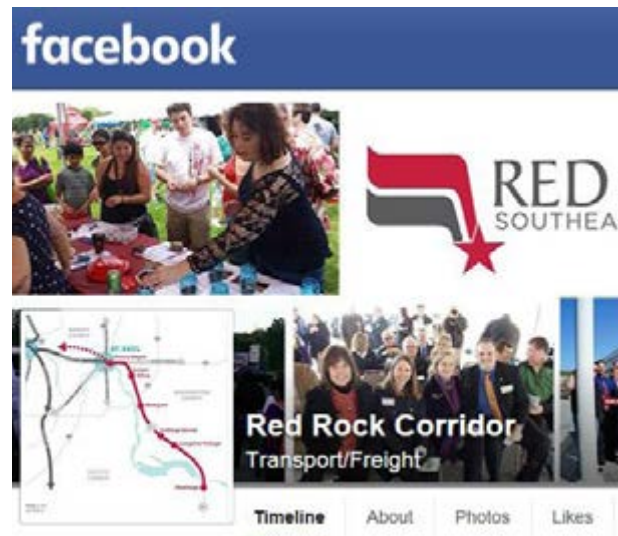 facebook
RED
SOUTHEA
ST. PAUL
Red Rock Corridor
Transport/Freight
Timeline
About
Photos
Likes